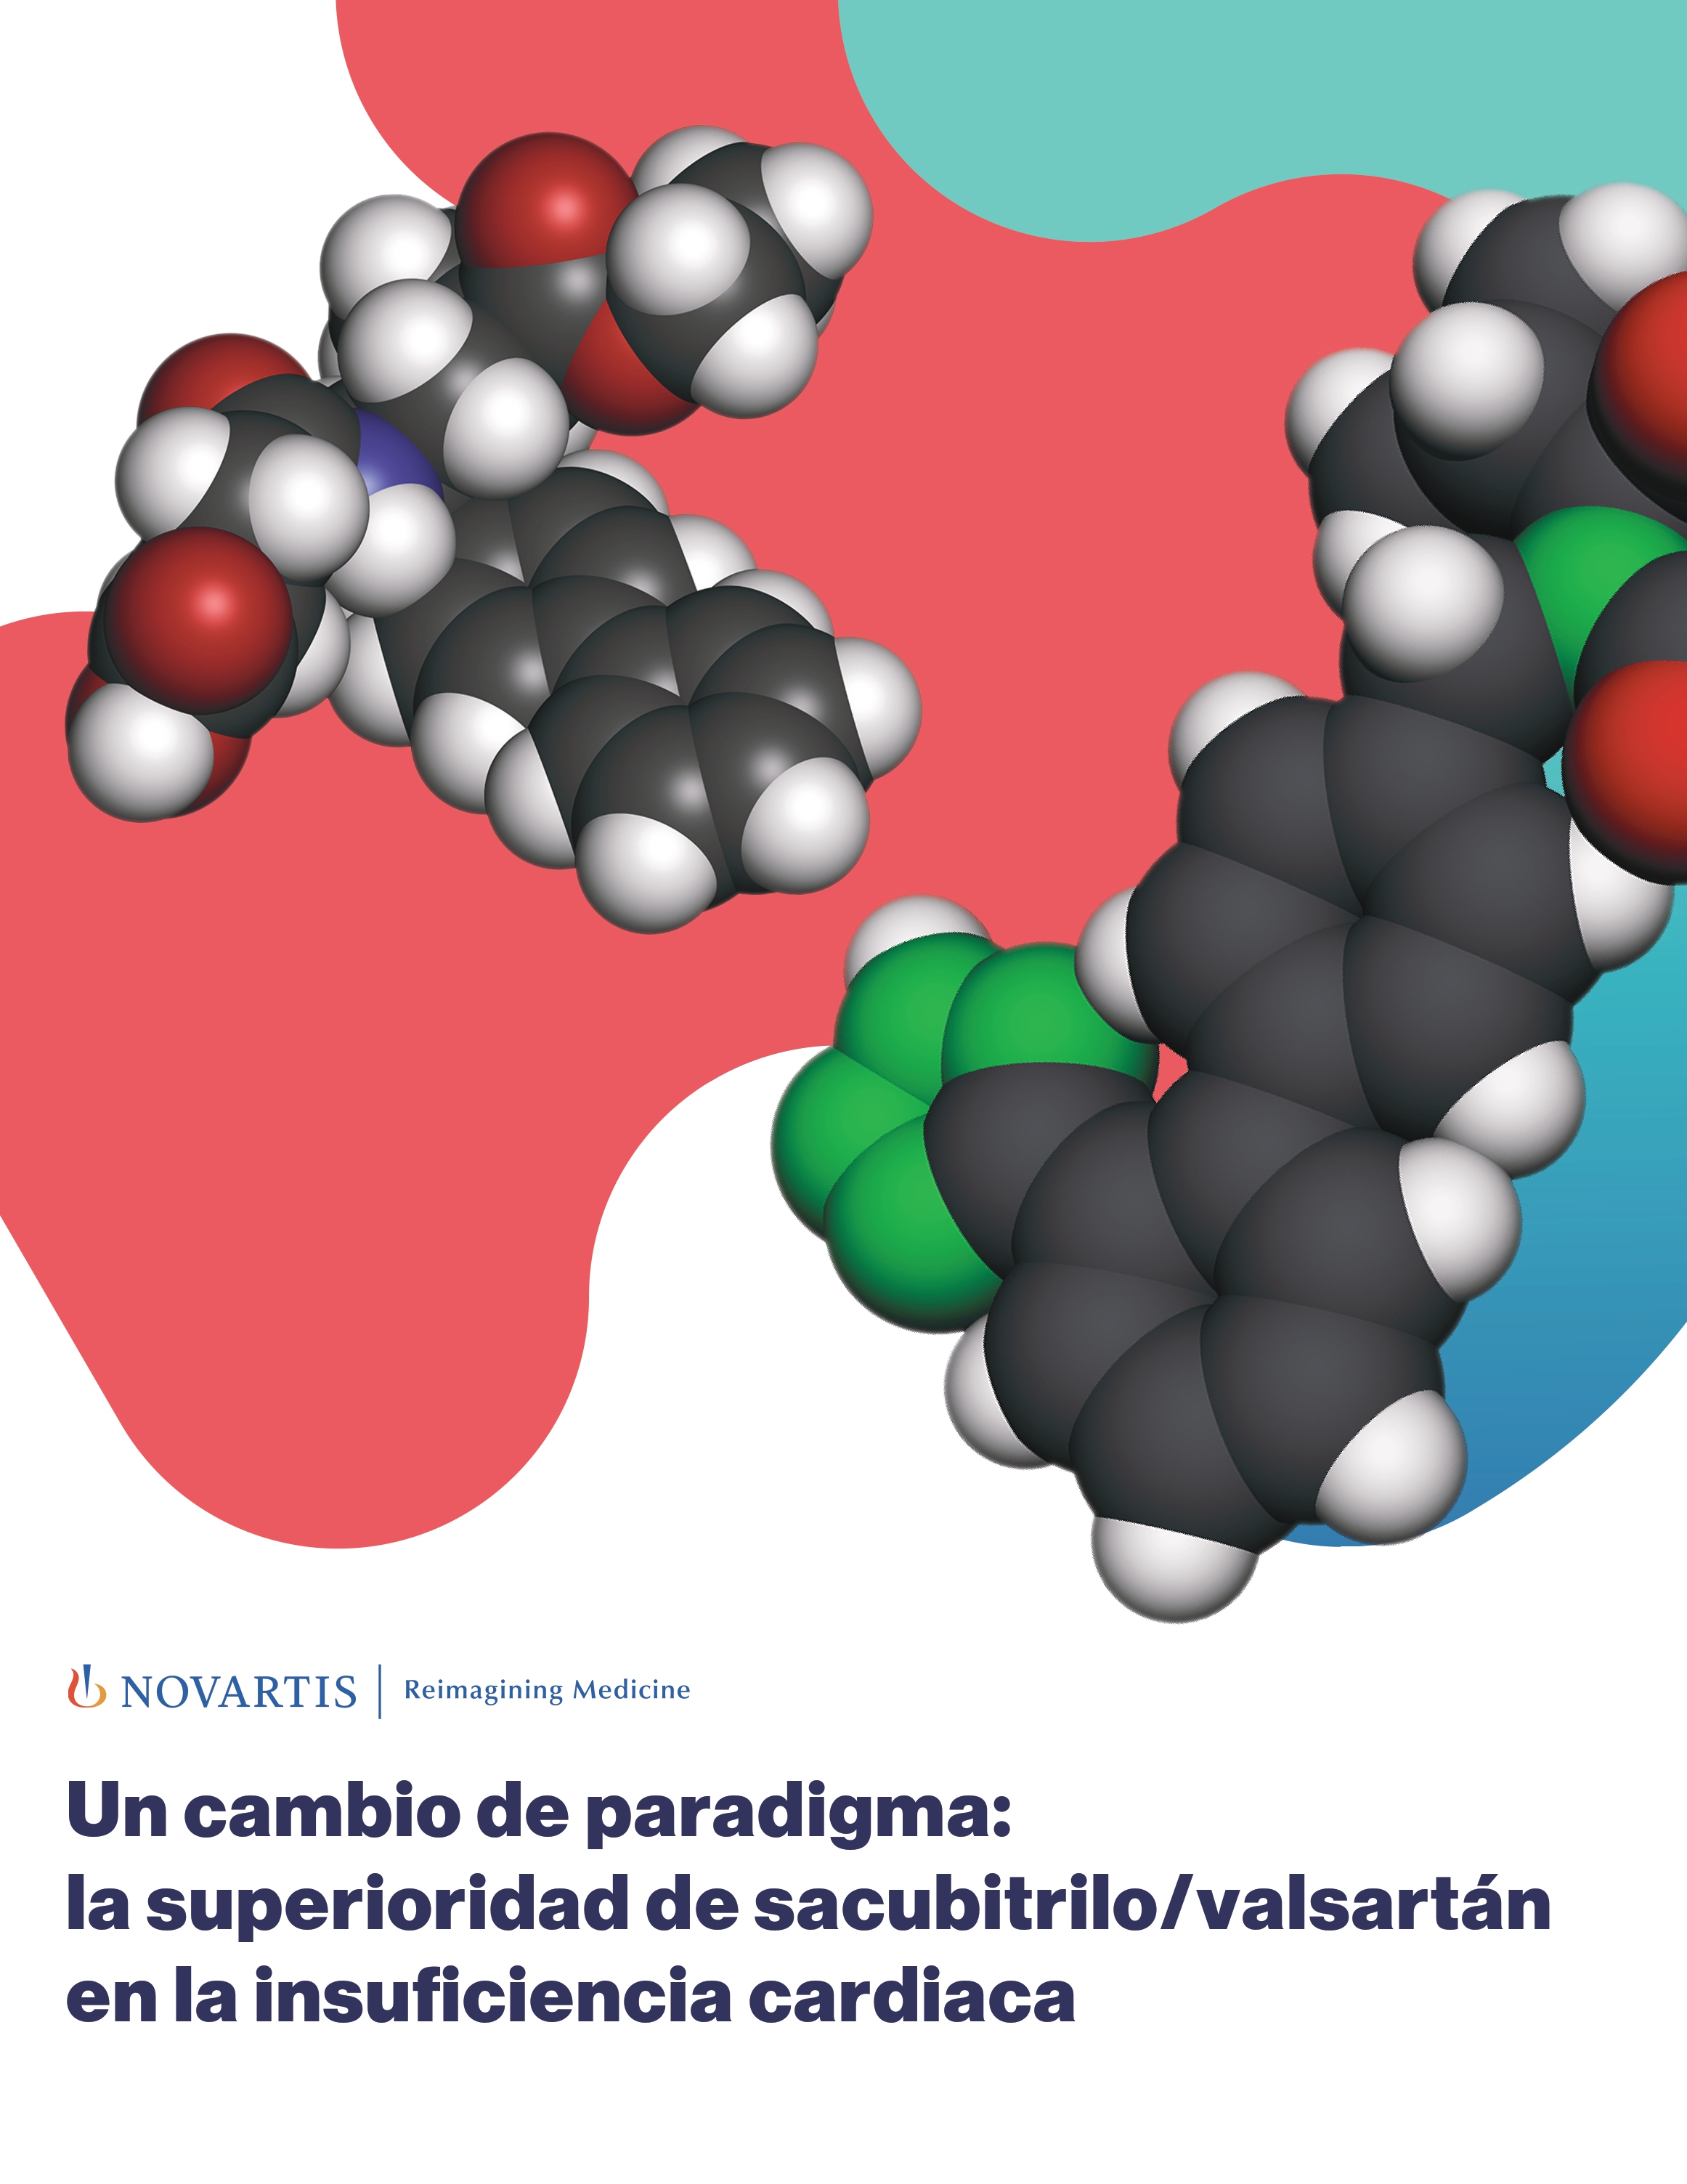 NOVARTIS | Reimagining Medicine
Un cambio de paradigma:
la superioridad de sacubitrilo/valsartán
en la insuficiencia cardiaca